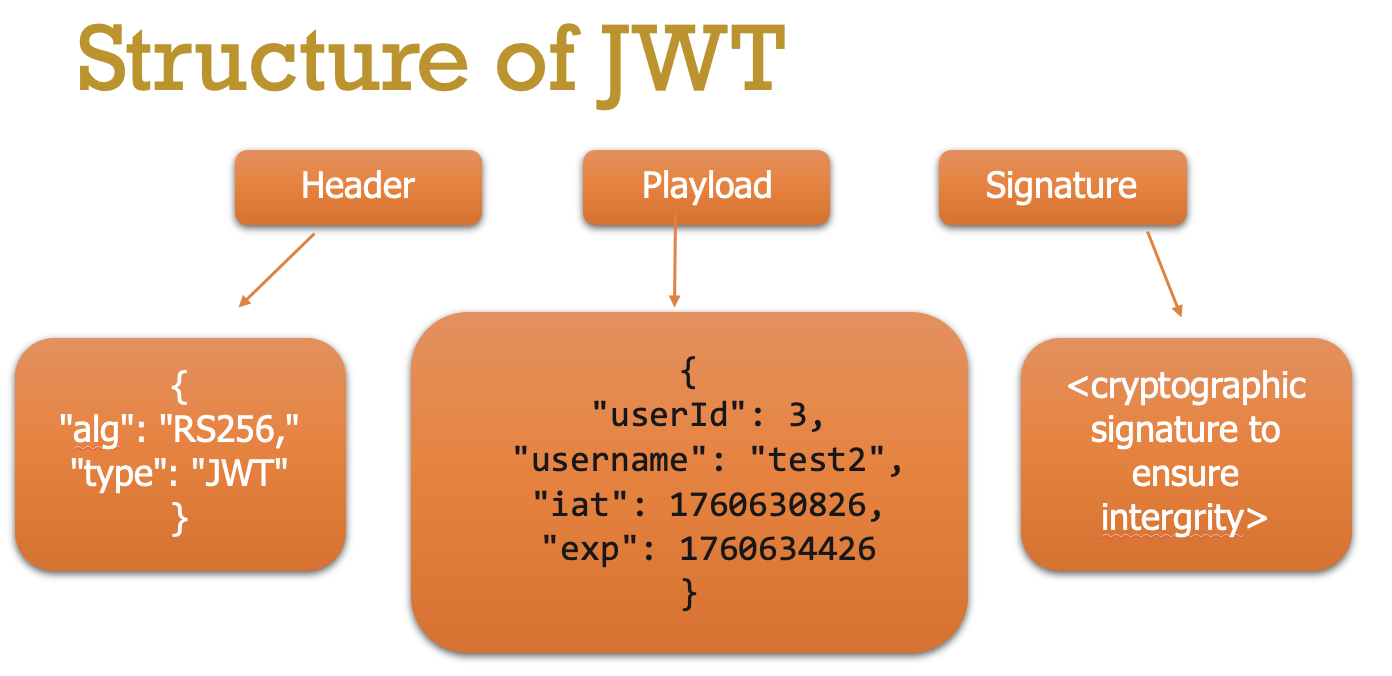 Structure of JWT
Header
Playload
Signature
{
"alg": "RS256,"
"type": "JWT"
}
{
"userId": 3,
"username": "test2",
"iat": 1760630826,
"exp": 1760634426
}
<cryptographic
signature to
ensure
intergrity>